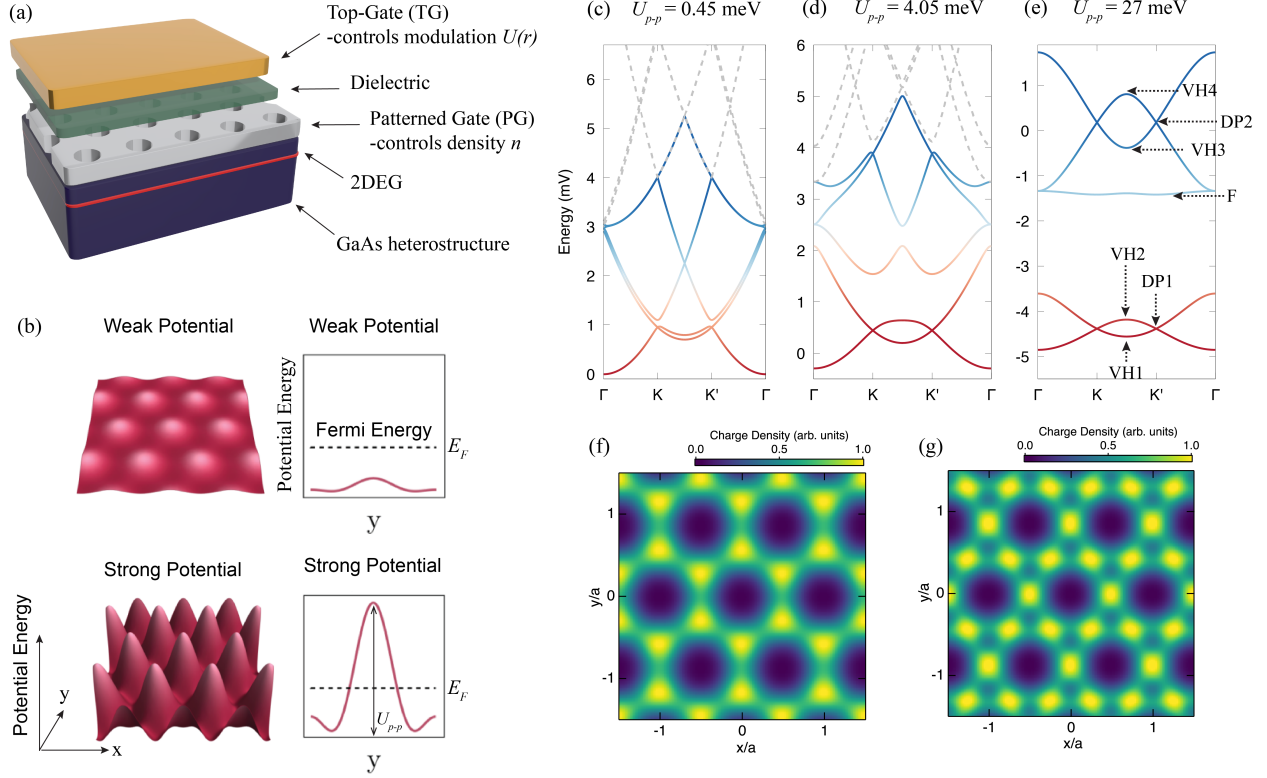 (a)
Top-Gate (TG)
-controls modulation U(r)
Dielectric
Patterned Gate (PG)
-controls density n
2DEG
GaAs heterostructure
(b)
Weak Potential
Weak Potential
Potential Energy
Fermi Energy
E_F
y
Strong Potential
Strong Potential
Potential Energy
y
x
E_F
U_p-p
y
(c)
U_p-p = 0.45 meV
Energy (mV)
6
5
4
3
2
1
0
Γ K K' Γ
(d)
U_p-p = 4.05 meV
6
5
4
3
2
1
0
Γ K K' Γ
(e)
U_p-p = 27 meV
1
0
-1
-2
-3
-4
-5
VH4
DP2
VH3
F
VH2
DP1
VH1
Γ K K' Γ
(f)
Charge Density (arb. units)
0.0 0.5 1.0
y/a
1
0
-1
-1 0 1
x/a
(g)
Charge Density (arb. units)
0.0 0.5 1.0
y/a
1
0
-1
-1 0 1
x/a